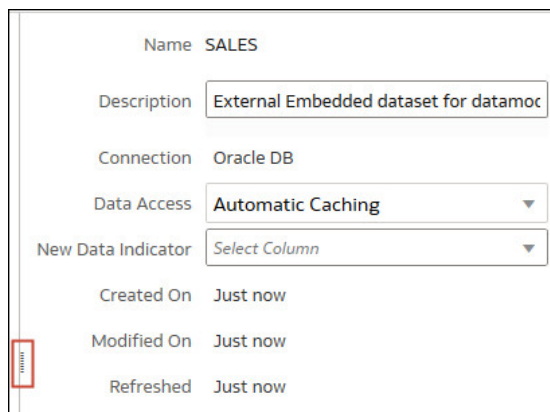 Name SALES
Description External Embedded dataset for datamoc
Connection Oracle DB
Data Access Automatic Caching
New Data Indicator Select Column
Created On Just now
Modified On Just now
Refreshed Just now